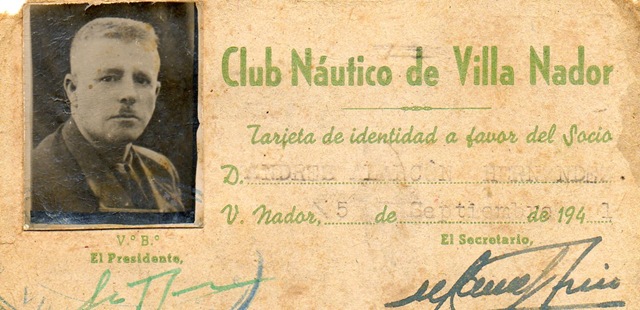 Club Náutico de Villa Nador
Tarjeta de identidad a favor del Socio
D.
V. Nador, 5 de Septiembre de 194
V.º B.º
El Presidente,
El Secretario,